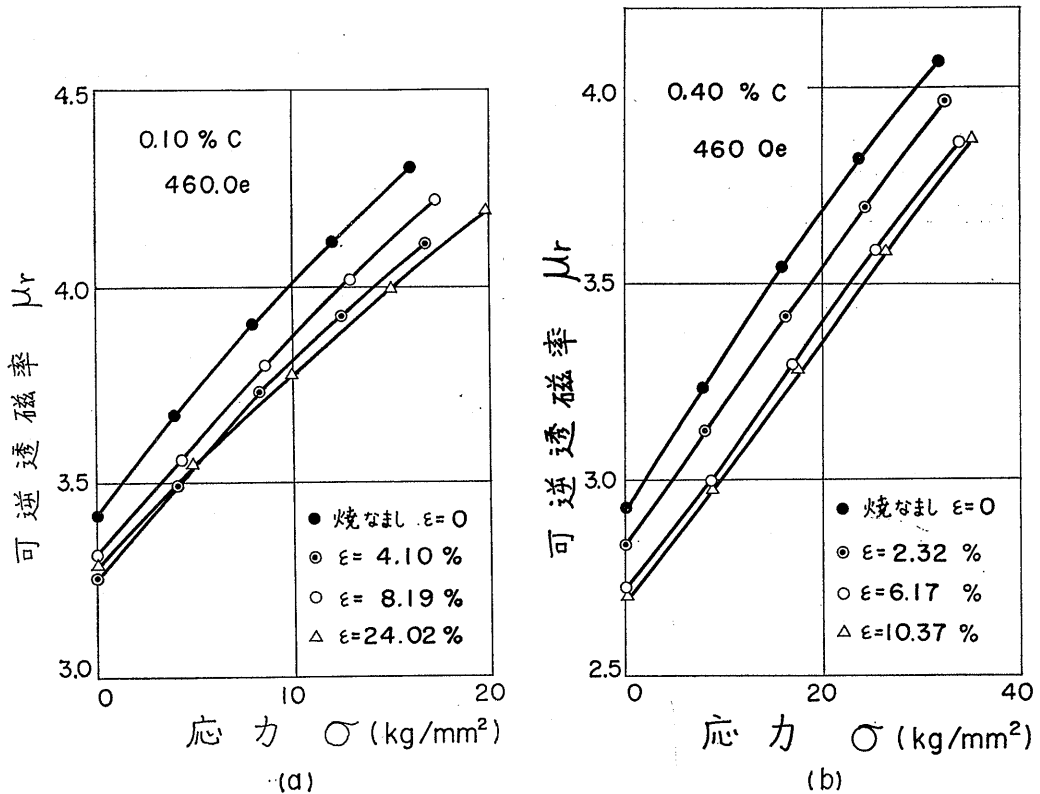 4.5
4.0
3.5
3.0
0.10 % C
460.Oe
可逆透磁率 μr
● 焼なまし ε=0
◉ ε= 4.10 %
○ ε= 8.19 %
△ ε=24.02 %
0 10 20
応力 σ (kg/mm²)
(a)
4.0
3.5
3.0
2.5
0.40 % C
460 Oe
可逆透磁率 μr
● 焼なまし ε=0
◉ ε=2.32 %
○ ε=6.17 %
△ ε=10.37 %
0 20 40
応力 σ (kg/mm²)
(b)